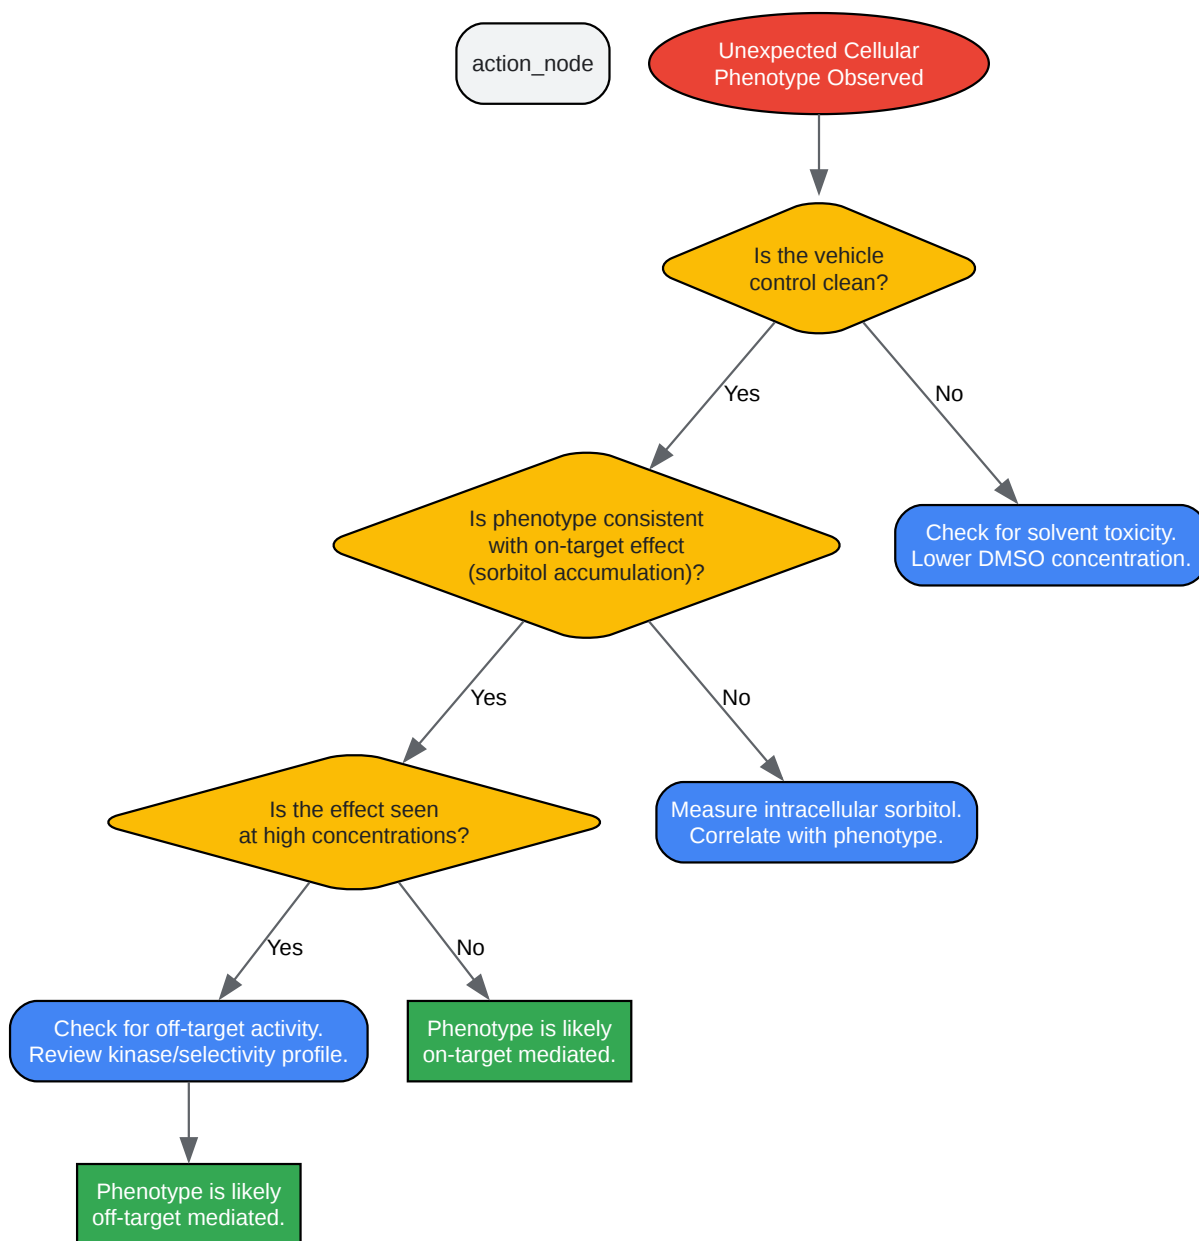 action_node
Unexpected Cellular
Phenotype Observed
Is the vehicle
control clean?
Yes
No
Is phenotype consistent
with on-target effect
(sorbitol accumulation)?
Check for solvent toxicity.
Lower DMSO concentration.
Yes
No
Is the effect seen
at high concentrations?
Measure intracellular sorbitol.
Correlate with phenotype.
Yes
No
Check for off-target activity.
Review kinase/selectivity profile.
Phenotype is likely
on-target mediated.
Phenotype is likely
off-target mediated.